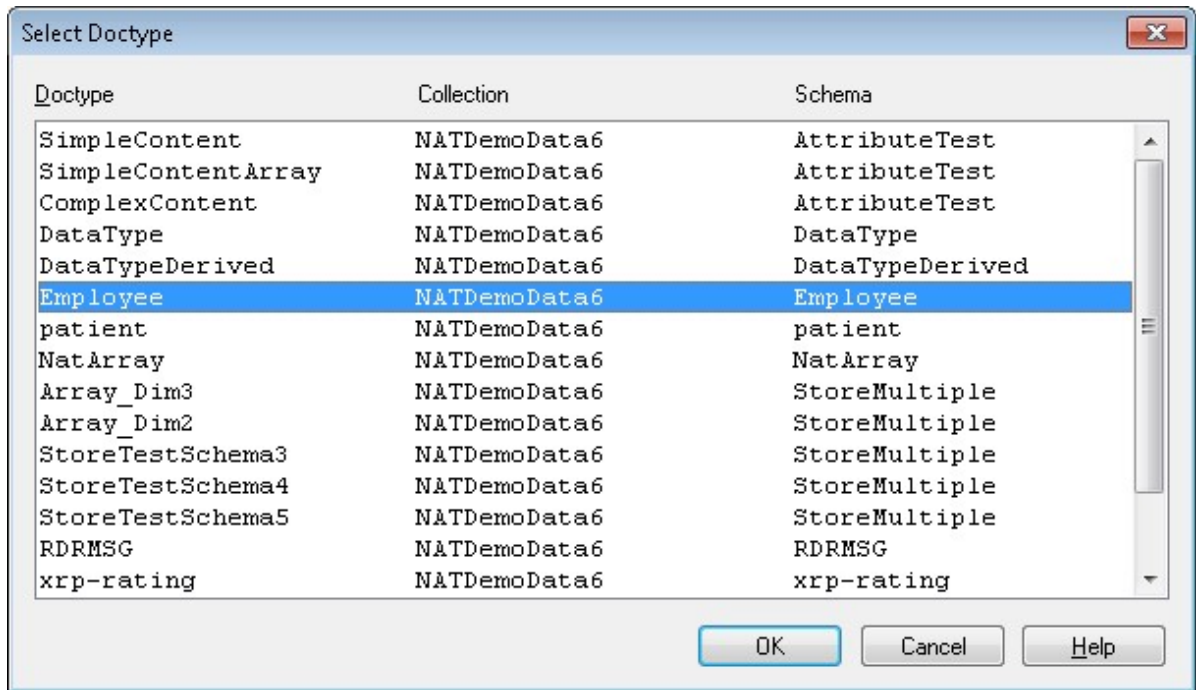 Select Doctype
Doctype Collection Schema
SimpleContent NATDemoData6 AttributeTest
SimpleContentArray NATDemoData6 AttributeTest
ComplexContent NATDemoData6 AttributeTest
DataType NATDemoData6 DataType
DataTypeDerived NATDemoData6 DataTypeDerived
Employee NATDemoData6 Employee
patient NATDemoData6 patient
NatArray NATDemoData6 NatArray
Array_Dim3 NATDemoData6 StoreMultiple
Array_Dim2 NATDemoData6 StoreMultiple
StoreTestSchema3 NATDemoData6 StoreMultiple
StoreTestSchema4 NATDemoData6 StoreMultiple
StoreTestSchema5 NATDemoData6 StoreMultiple
RDRMSG NATDemoData6 RDRMSG
xrp-rating NATDemoData6 xrp-rating
OK Cancel Help